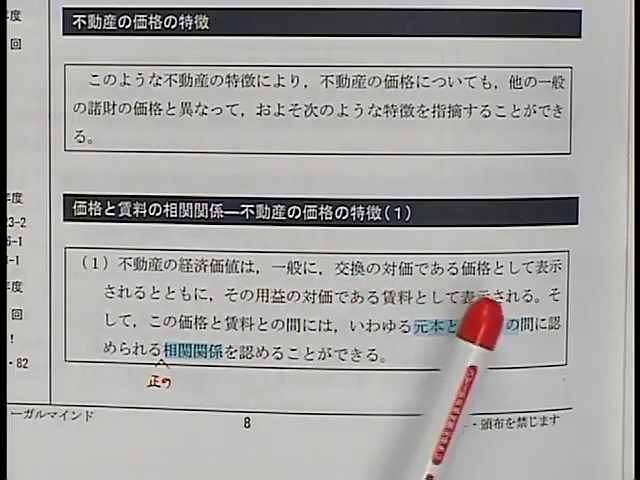 不動産の価格の特徴
年度
回
このような不動産の特徴により，不動産の価格についても，他の一般
の諸財の価格と異なって，およそ次のような特徴を指摘することができ
る。
年度
3-2
6-1
-1
年度
回
！
・82
価格と賃料の相関関係―不動産の価格の特徴（1）
（1）不動産の経済価値は，一般に，交換の対価である価格として表示
されるとともに，その用益の対価である賃料として表示される。そ
して，この価格と賃料との間には，いわゆる元本と の間に認
められる相関関係を認めることができる。
正の
ーガルマインド
8
・頒布を禁じます